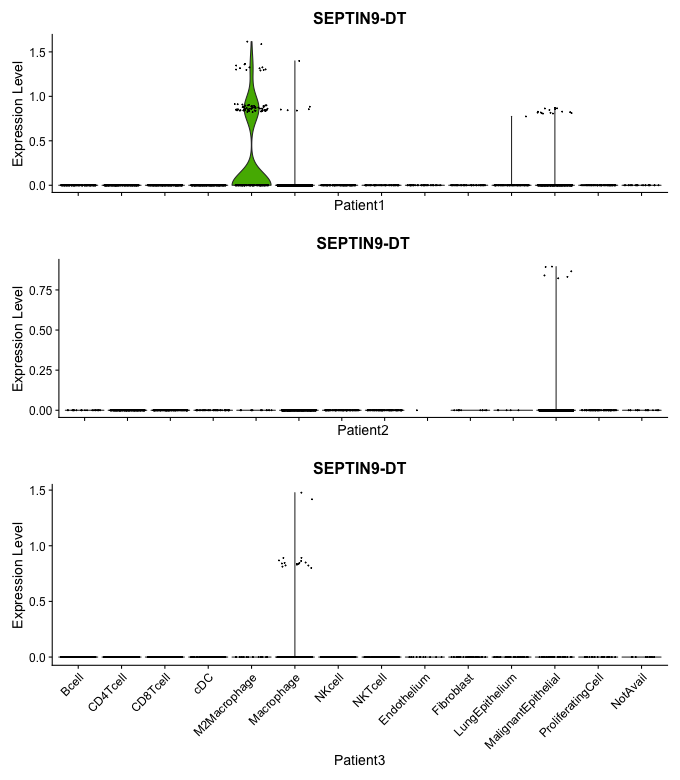 SEPTIN9-DT
Expression Level
1.5
1.0
0.5
0.0
Patient1
SEPTIN9-DT
Expression Level
0.75
0.50
0.25
0.00
Patient2
SEPTIN9-DT
Expression Level
1.5
1.0
0.5
0.0
Bcell
CD4Tcell
CD8Tcell
cDC
M2Macrophage
Macrophage
NKcell
NKTcell
Endothelium
Fibroblast
LungEpithelium
MalignantEpithelial
ProliferatingCell
NotAvail
Patient3